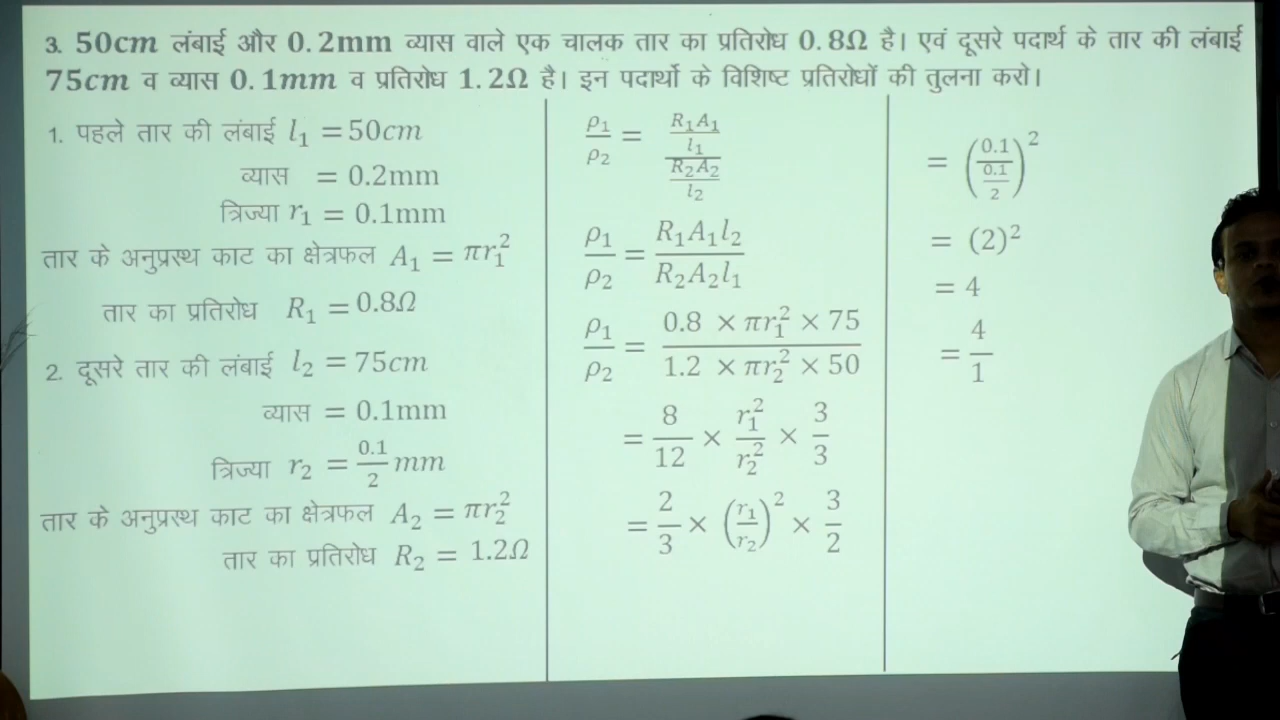 3. 50cm लंबाई और 0.2mm व्यास वाले एक चालक तार का प्रतिरोध 0.8Ω है। एवं दूसरे पदार्थ के तार की लंबाई
75cm व व्यास 0.1mm व प्रतिरोध 1.2Ω है। इन पदार्थो के विशिष्ट प्रतिरोधों की तुलना करो।
1. पहले तार की लंबाई l₁ = 50cm
व्यास = 0.2mm
त्रिज्या r₁ = 0.1mm
तार के अनुप्रस्थ काट का क्षेत्रफल A₁ = πr₁²
तार का प्रतिरोध R₁ = 0.8Ω
2. दूसरे तार की लंबाई l₂ = 75cm
व्यास = 0.1mm
त्रिज्या r₂ = 0.1/2 mm
तार के अनुप्रस्थ काट का क्षेत्रफल A₂ = πr₂²
तार का प्रतिरोध R₂ = 1.2Ω
ρ₁/ρ₂ = (R₁A₁/l₁)/(R₂A₂/l₂)
ρ₁/ρ₂ = R₁A₁l₂/R₂A₂l₁
ρ₁/ρ₂ = (0.8 × πr₁² × 75)/(1.2 × πr₂² × 50)
= 8/12 × r₁²/r₂² × 3/3
= 2/3 × (r₁/r₂)² × 3/2
= (0.1/(0.1/2))²
= (2)²
= 4
= 4/1